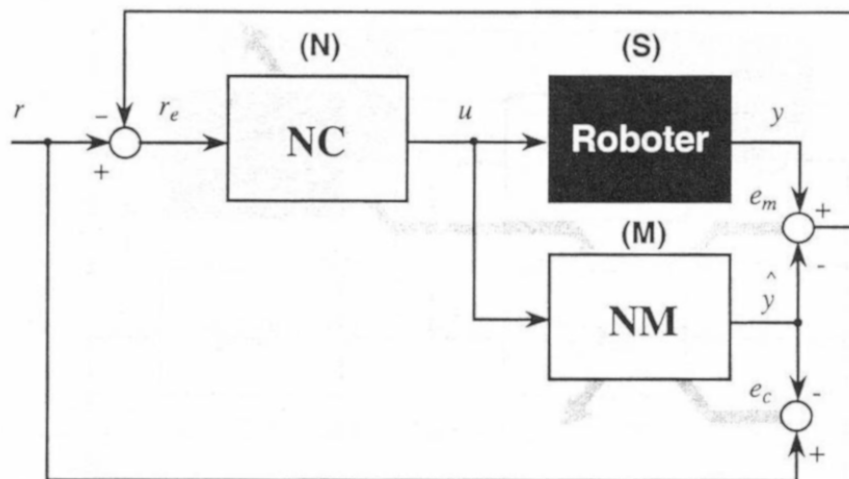 (N)
(S)
r
-
r_e
u
y
NC
Roboter
+
e_m
+
(M)
-
ŷ
NM
e_c
-
+